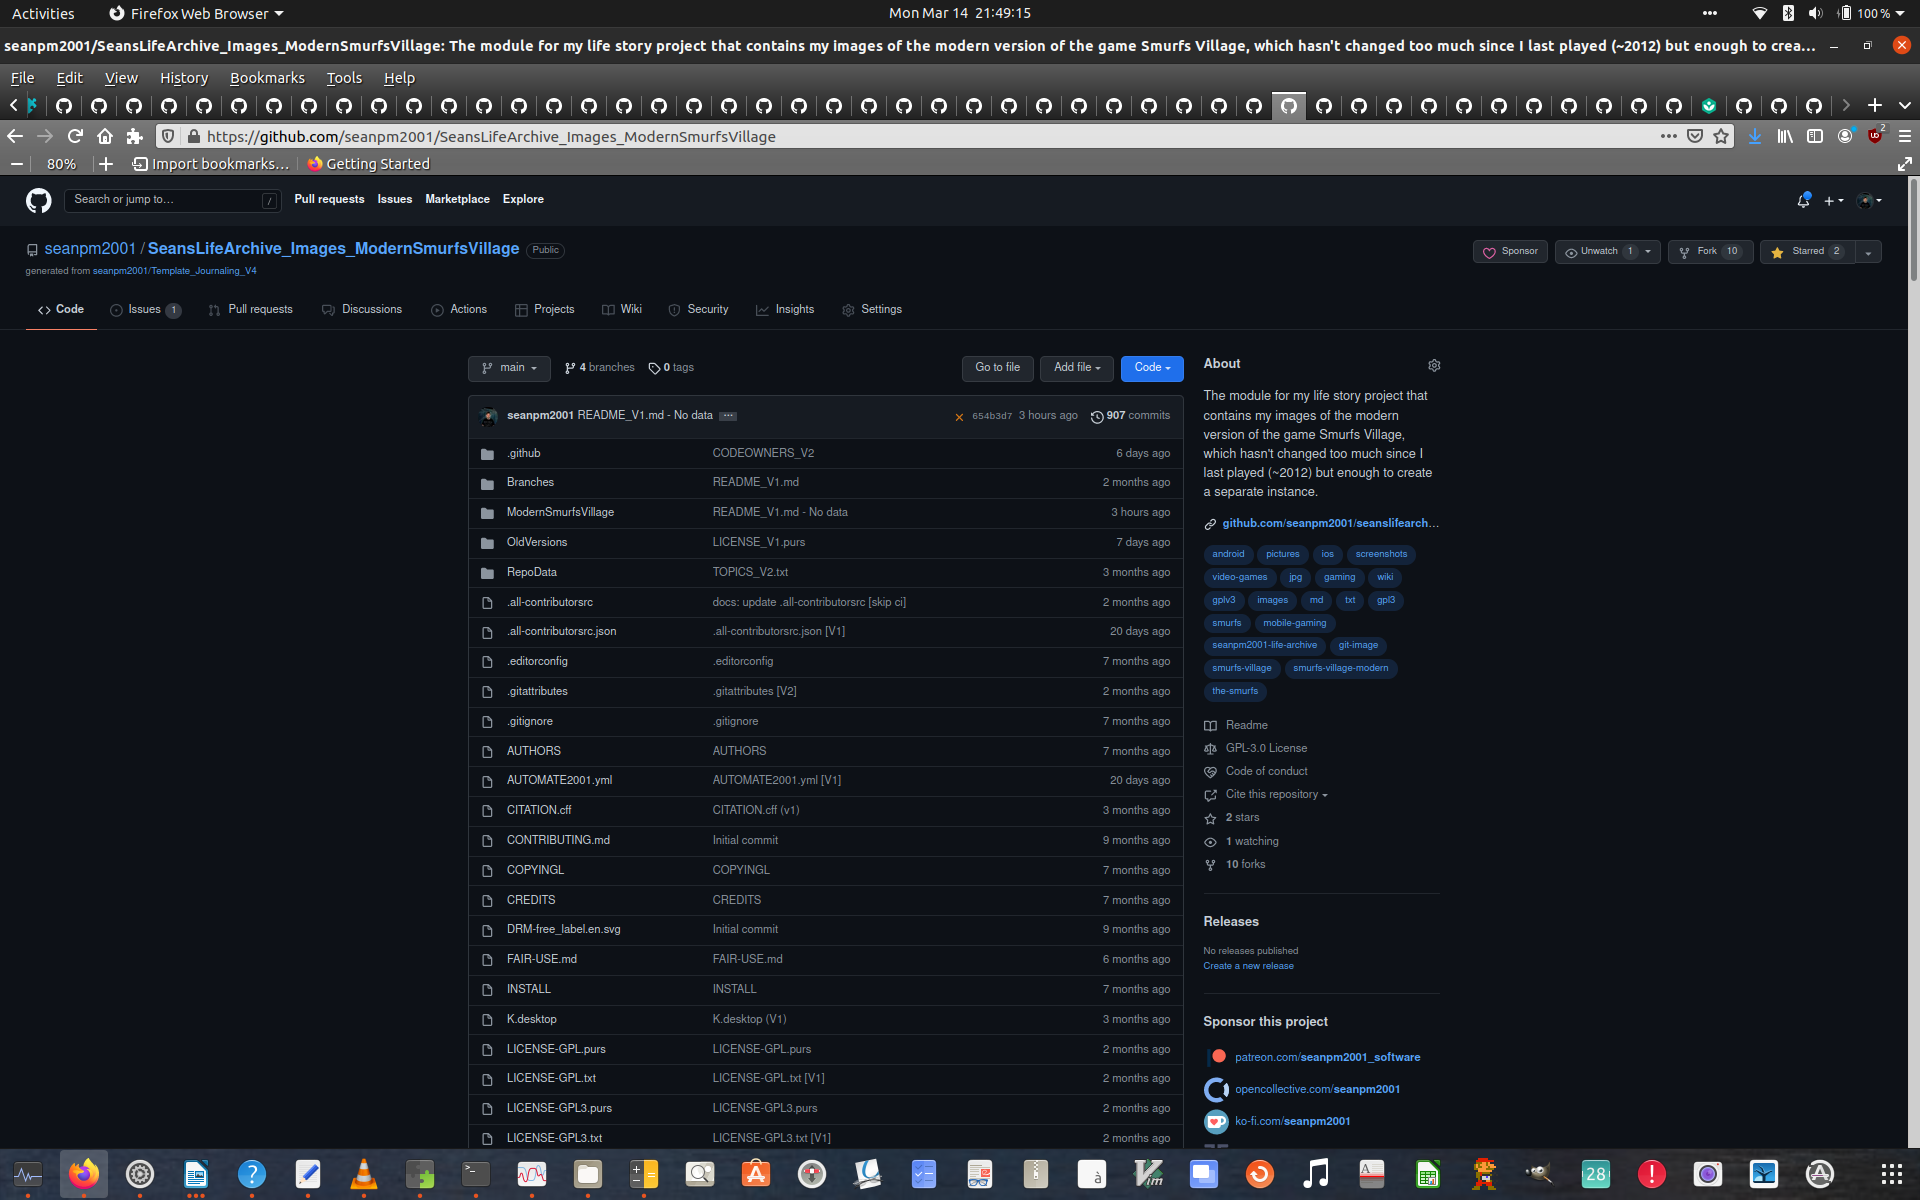 Activities Firefox Web Browser Mon Mar 14 21:49:15 100 %
seanpm2001/SeansLifeArchive_Images_ModernSmurfsVillage: The module for my life story project that contains my images of the modern version of the game Smurfs Village, which hasn't changed too much since I last played (~2012) but enough to crea…
File Edit View History Bookmarks Tools Help
https://github.com/seanpm2001/SeansLifeArchive_Images_ModernSmurfsVillage 2
80% Import bookmarks… Getting Started
Search or jump to… / Pull requests Issues Marketplace Explore
seanpm2001 / SeansLifeArchive_Images_ModernSmurfsVillage Public Sponsor Unwatch 1 Fork 10 Starred 2
generated from seanpm2001/Template_Journaling_V4
Code Issues 1 Pull requests Discussions Actions Projects Wiki Security Insights Settings
main 4 branches 0 tags Go to file Add file Code
seanpm2001 README_V1.md - No data 654b3d7 3 hours ago 907 commits
.github CODEOWNERS_V2 6 days ago
Branches README_V1.md 2 months ago
ModernSmurfsVillage README_V1.md - No data 3 hours ago
OldVersions LICENSE_V1.purs 7 days ago
RepoData TOPICS_V2.txt 3 months ago
.all-contributorsrc docs: update .all-contributorsrc [skip ci] 2 months ago
.all-contributorsrc.json .all-contributorsrc.json [V1] 20 days ago
.editorconfig .editorconfig 7 months ago
.gitattributes .gitattributes [V2] 2 months ago
.gitignore .gitignore 7 months ago
AUTHORS AUTHORS 7 months ago
AUTOMATE2001.yml AUTOMATE2001.yml [V1] 20 days ago
CITATION.cff CITATION.cff (v1) 3 months ago
CONTRIBUTING.md Initial commit 9 months ago
COPYINGL COPYINGL 7 months ago
CREDITS CREDITS 7 months ago
DRM-free_label.en.svg Initial commit 9 months ago
FAIR-USE.md FAIR-USE.md 6 months ago
INSTALL INSTALL 7 months ago
K.desktop K.desktop (V1) 3 months ago
LICENSE-GPL.purs LICENSE-GPL.purs 2 months ago
LICENSE-GPL.txt LICENSE-GPL.txt [V1] 2 months ago
LICENSE-GPL3.purs LICENSE-GPL3.purs 2 months ago
LICENSE-GPL3.txt LICENSE-GPL3.txt [V1] 2 months ago
About
The module for my life story project that
contains my images of the modern
version of the game Smurfs Village,
which hasn't changed too much since I
last played (~2012) but enough to create
a separate instance.
github.com/seanpm2001/seanslifearch…
android pictures ios screenshots
video-games jpg gaming wiki
gplv3 images md txt gpl3
smurfs mobile-gaming
seanpm2001-life-archive git-image
smurfs-village smurfs-village-modern
the-smurfs
Readme
GPL-3.0 License
Code of conduct
Cite this repository
2 stars
1 watching
10 forks
Releases
No releases published
Create a new release
Sponsor this project
patreon.com/seanpm2001_software
opencollective.com/seanpm2001
ko-fi.com/seanpm2001
28